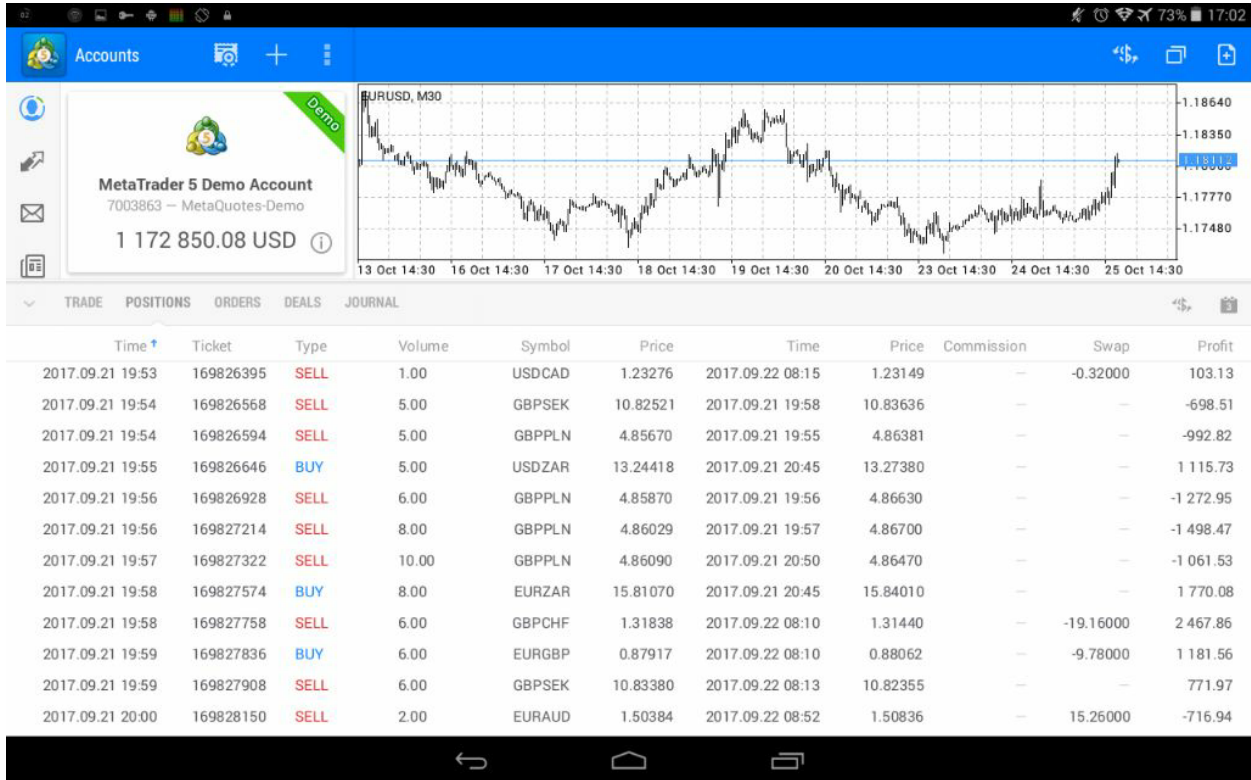 73% 17:02
Accounts
Demo
MetaTrader 5 Demo Account
7003863 — MetaQuotes-Demo
1 172 850.08 USD
EURUSD, M30
1.18640
1.18350
1.18112
1.17770
1.17480
13 Oct 14:30 16 Oct 14:30 17 Oct 14:30 18 Oct 14:30 19 Oct 14:30 20 Oct 14:30 23 Oct 14:30 24 Oct 14:30 25 Oct 14:30
TRADE POSITIONS ORDERS DEALS JOURNAL
Time Ticket Type Volume Symbol Price Time Price Commission Swap Profit
2017.09.21 19:53 169826395 SELL 1.00 USDCAD 1.23276 2017.09.22 08:15 1.23149 — -0.32000 103.13
2017.09.21 19:54 169826568 SELL 5.00 GBPSEK 10.82521 2017.09.21 19:58 10.83636 — — -698.51
2017.09.21 19:54 169826594 SELL 5.00 GBPPLN 4.85670 2017.09.21 19:55 4.86381 — — -992.82
2017.09.21 19:55 169826646 BUY 5.00 USDZAR 13.24418 2017.09.21 20:45 13.27380 — — 1 115.73
2017.09.21 19:56 169826928 SELL 6.00 GBPPLN 4.85870 2017.09.21 19:56 4.86630 — — -1 272.95
2017.09.21 19:56 169827214 SELL 8.00 GBPPLN 4.86029 2017.09.21 19:57 4.86700 — — -1 498.47
2017.09.21 19:57 169827322 SELL 10.00 GBPPLN 4.86090 2017.09.21 20:50 4.86470 — — -1 061.53
2017.09.21 19:58 169827574 BUY 8.00 EURZAR 15.81070 2017.09.21 20:45 15.84010 — — 1 770.08
2017.09.21 19:58 169827758 SELL 6.00 GBPCHF 1.31838 2017.09.22 08:10 1.31440 — -19.16000 2 467.86
2017.09.21 19:59 169827836 BUY 6.00 EURGBP 0.87917 2017.09.22 08:10 0.88062 — -9.78000 1 181.56
2017.09.21 19:59 169827908 SELL 6.00 GBPSEK 10.83380 2017.09.22 08:13 10.82355 — — 771.97
2017.09.21 20:00 169828150 SELL 2.00 EURAUD 1.50384 2017.09.22 08:52 1.50836 — 15.26000 -716.94